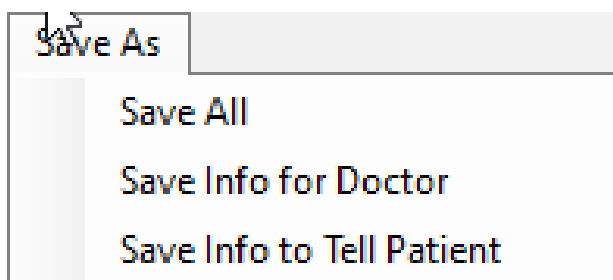 Save As
Save All
Save Info for Doctor
Save Info to Tell Patient